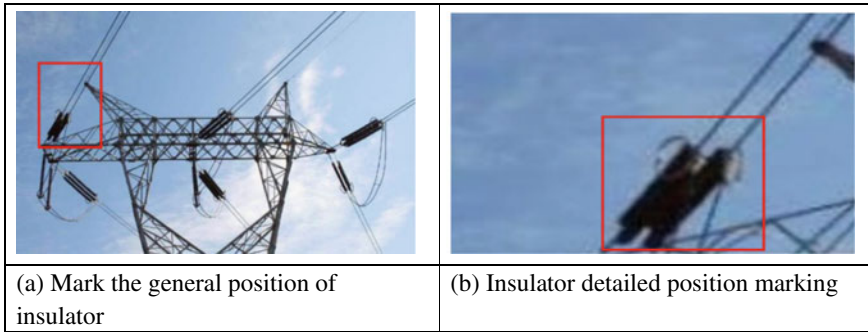 (a) Mark the general position of
insulator
(b) Insulator detailed position marking